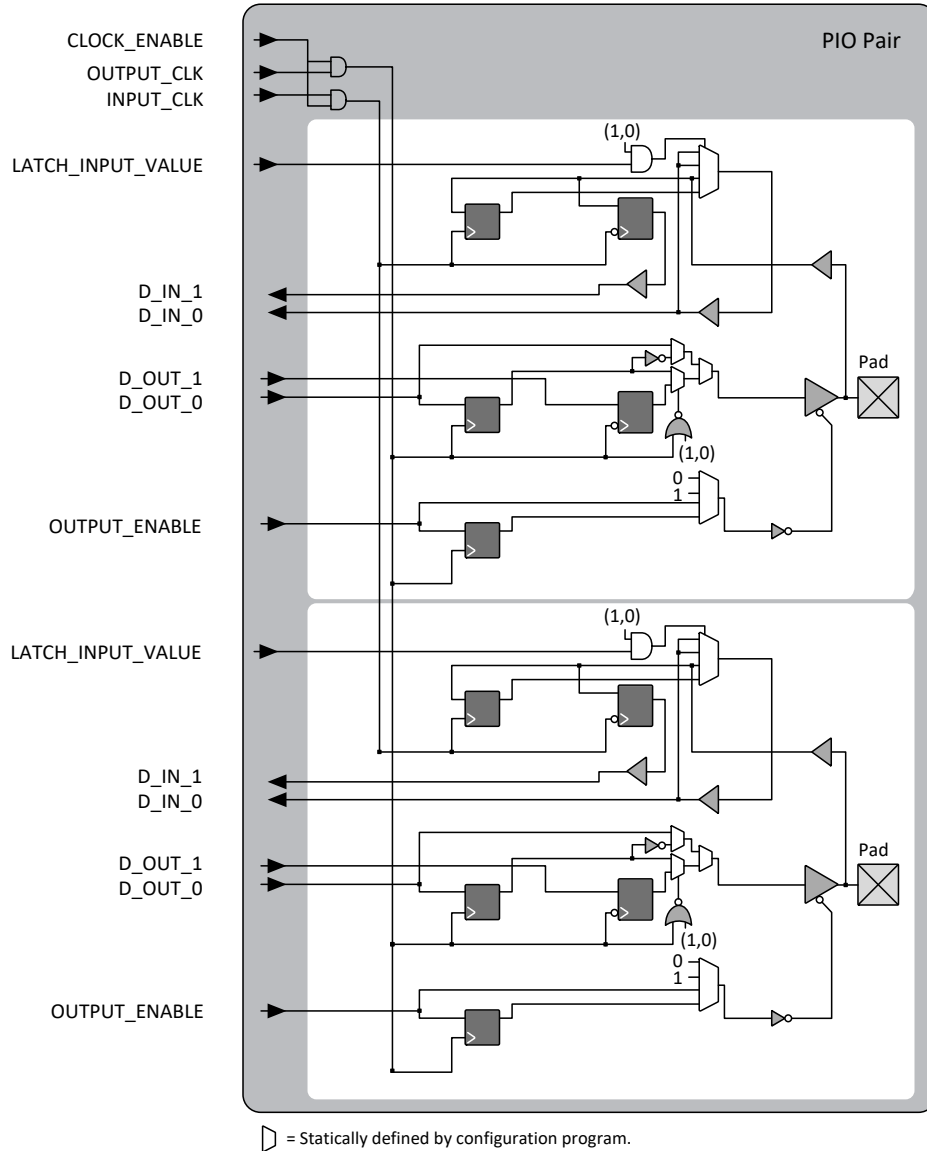 CLOCK_ENABLE
PIO Pair
OUTPUT_CLK
INPUT_CLK
(1,0)
LATCH_INPUT_VALUE
D_IN_1
D_IN_0
Pad
D_OUT_1
D_OUT_0
(1,0)
0
1
OUTPUT_ENABLE
(1,0)
LATCH_INPUT_VALUE
D_IN_1
D_IN_0
Pad
D_OUT_1
D_OUT_0
(1,0)
0
1
OUTPUT_ENABLE
= Statically defined by configuration program.